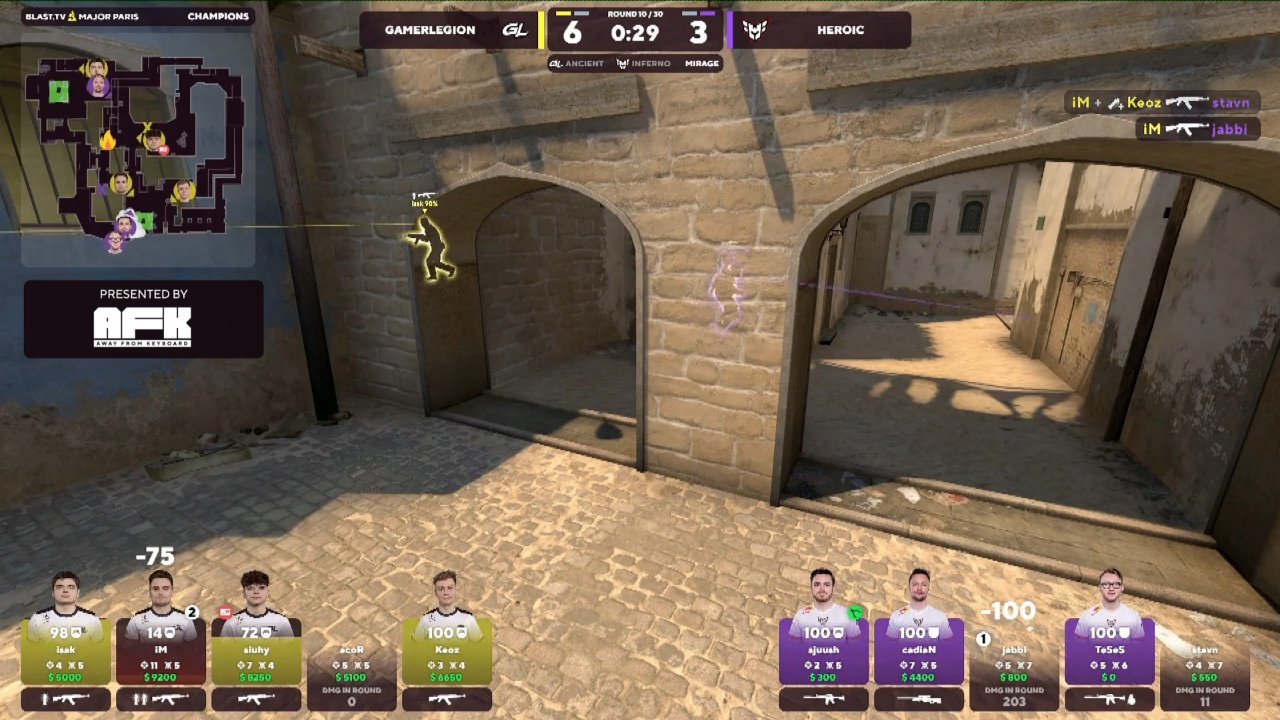 BLAST.TV MAJOR PARIS
CHAMPIONS
GAMERLEGION
GL
6
ROUND 10 / 30
0:29
3
HEROIC
GL ANCIENT
INFERNO
MIRAGE
iM + Keoz stavn
iM jabbi
isak 98%
PRESENTED BY
AFK
AWAY FROM KEYBOARD
-75
2
98
isak
4 5
$5000
14
iM
11 5
$9200
72
siuhy
7 4
$8250
acoR
5 5
$5100
DMG IN ROUND
0
100
Keoz
3 4
$6650
100
sjuush
2 5
$300
100
cadiaN
7 5
$4400
-100
1
jabbi
5 7
$800
DMG IN ROUND
203
100
TeSeS
5 6
$0
stavn
4 7
$550
DMG IN ROUND
11